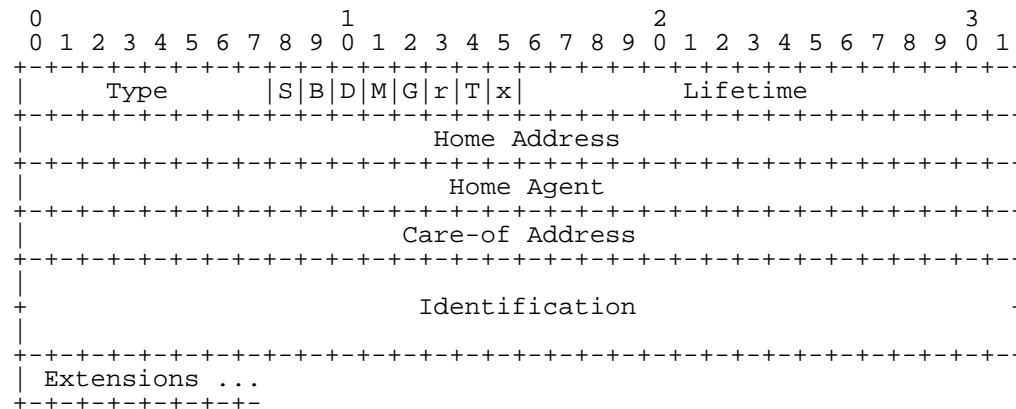 0                   1                   2                   3
 0 1 2 3 4 5 6 7 8 9 0 1 2 3 4 5 6 7 8 9 0 1 2 3 4 5 6 7 8 9 0 1
+-+-+-+-+-+-+-+-+-+-+-+-+-+-+-+-+-+-+-+-+-+-+-+-+-+-+-+-+-+-+-+-
|     Type      |S|B|D|M|G|r|T|x|          Lifetime
+-+-+-+-+-+-+-+-+-+-+-+-+-+-+-+-+-+-+-+-+-+-+-+-+-+-+-+-+-+-+-+-
|                          Home Address
+-+-+-+-+-+-+-+-+-+-+-+-+-+-+-+-+-+-+-+-+-+-+-+-+-+-+-+-+-+-+-+-
|                           Home Agent
+-+-+-+-+-+-+-+-+-+-+-+-+-+-+-+-+-+-+-+-+-+-+-+-+-+-+-+-+-+-+-+-
|                        Care-of Address
+-+-+-+-+-+-+-+-+-+-+-+-+-+-+-+-+-+-+-+-+-+-+-+-+-+-+-+-+-+-+-+-
|
+                         Identification                        -
|
+-+-+-+-+-+-+-+-+-+-+-+-+-+-+-+-+-+-+-+-+-+-+-+-+-+-+-+-+-+-+-+-
| Extensions ...
+-+-+-+-+-+-+-+-